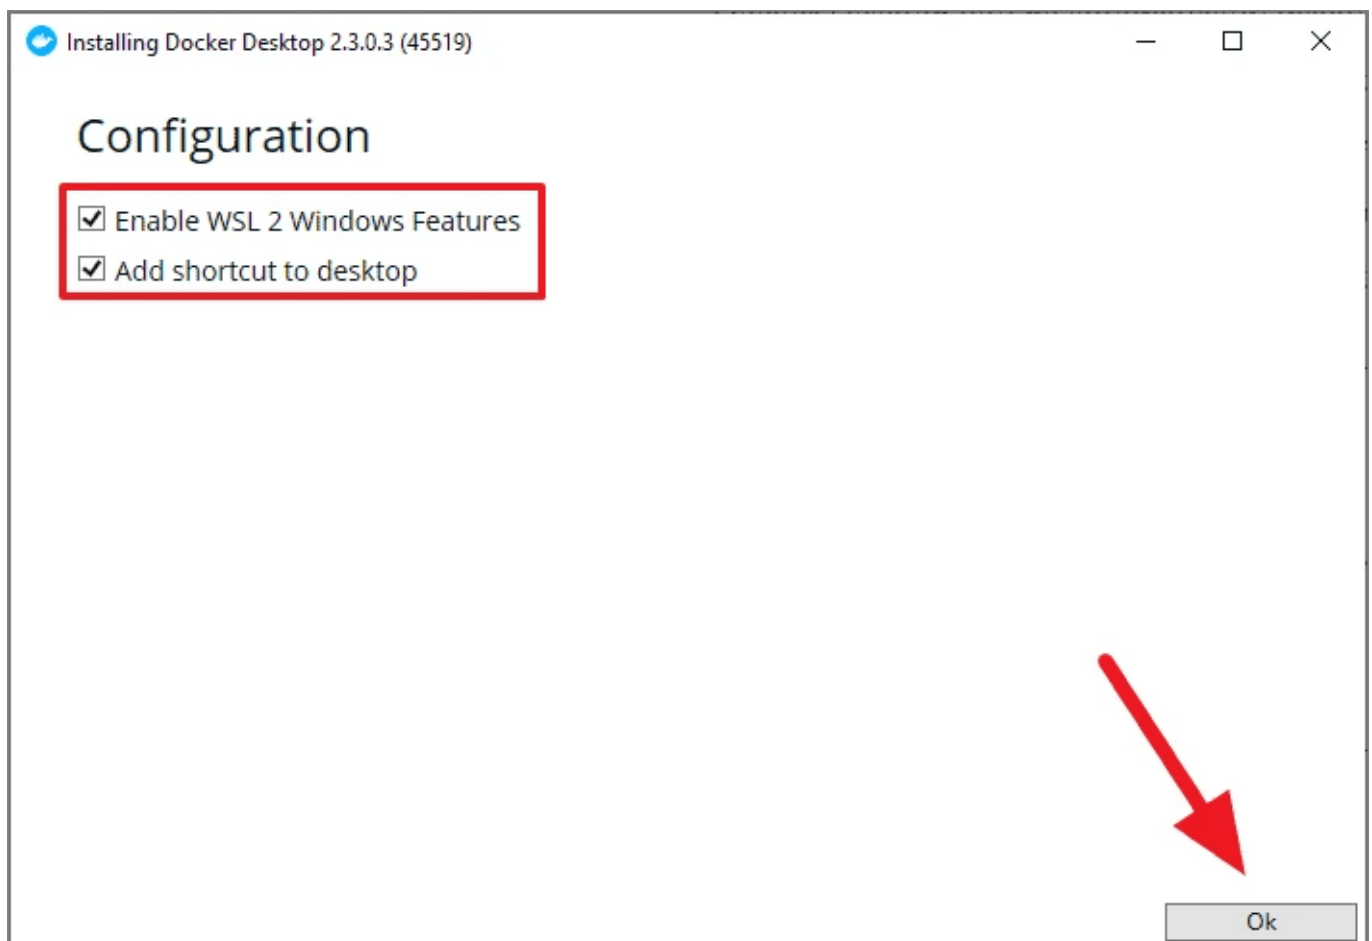 Installing Docker Desktop 2.3.0.3 (45519)
Configuration
Enable WSL 2 Windows Features
Add shortcut to desktop
Ok